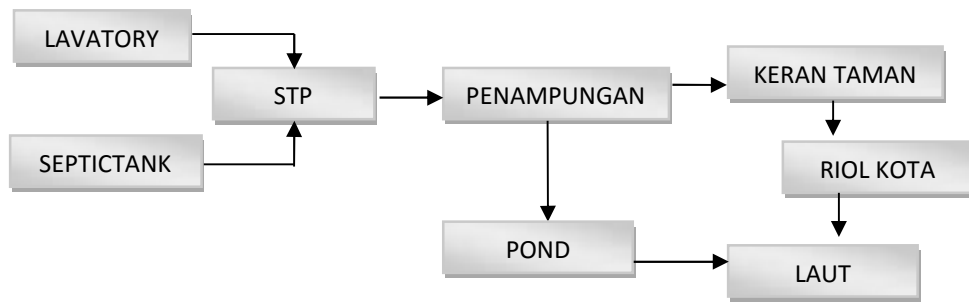 LAVATORY
STP
PENAMPUNGAN
KERAN TAMAN
SEPTICTANK
RIOL KOTA
POND
LAUT